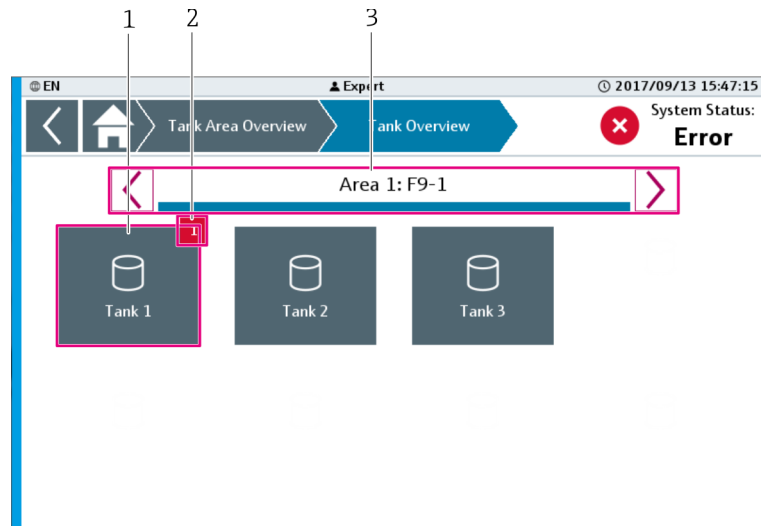 1 2 3
EN Expert 2017/09/13 15:47:15
Tank Area Overview Tank Overview System Status:
Error
Area 1: F9-1
1
Tank 1 Tank 2 Tank 3